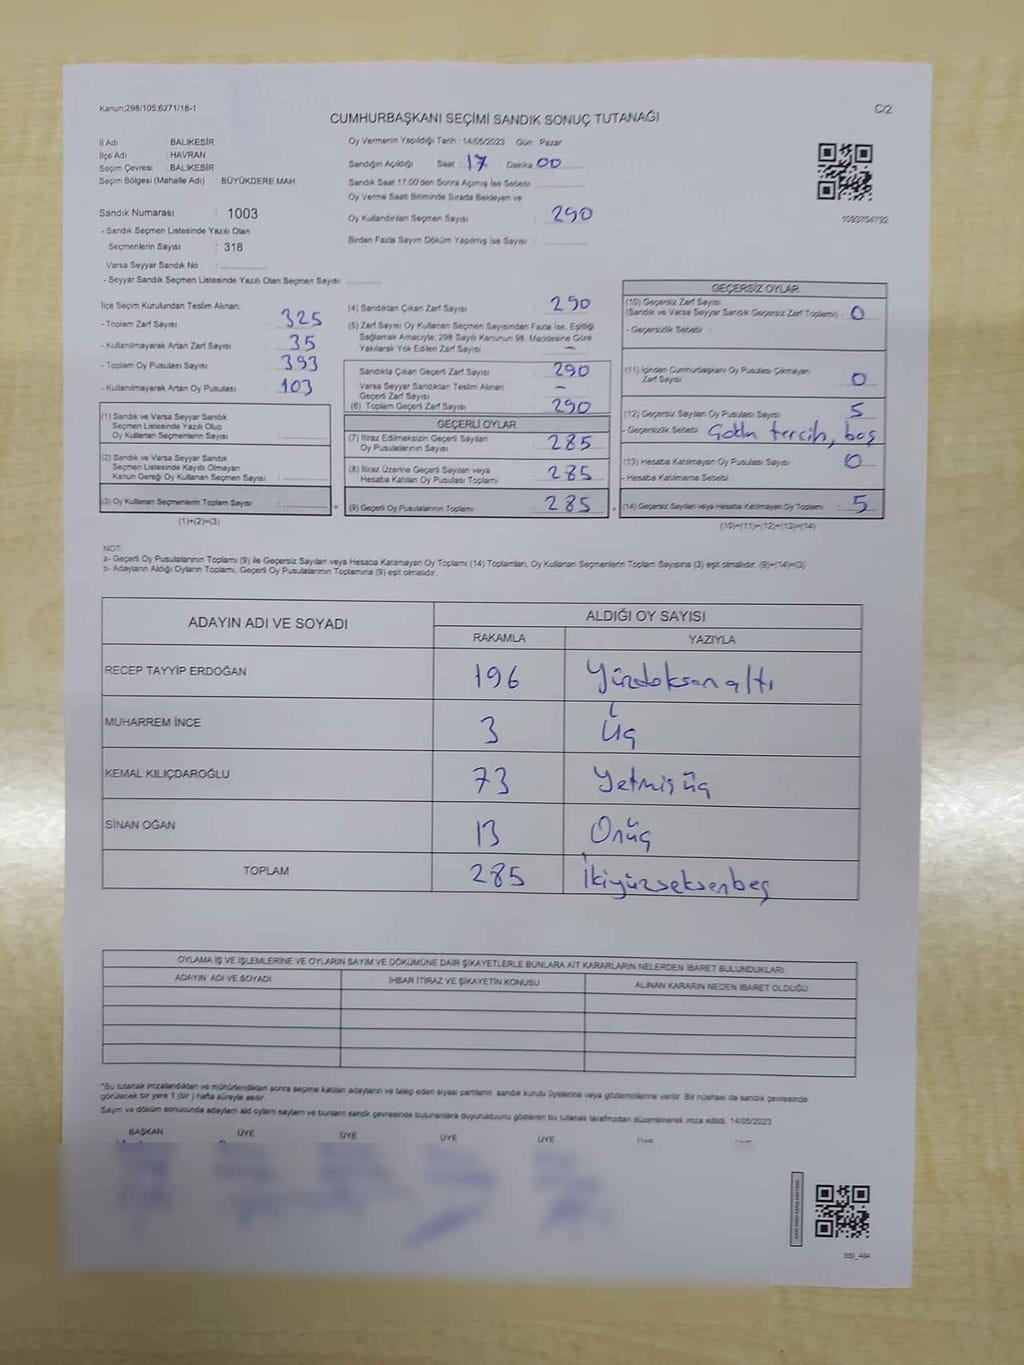 Kanun;298/105;6271/18-1
C/2
CUMHURBAŞKANI SEÇİMİ SANDIK SONUÇ TUTANAĞI
İl Adı : BALIKESİR
İlçe Adı : HAVRAN
Seçim Çevresi : BALIKESİR
Seçim Bölgesi (Mahalle Adı) : BÜYÜKDERE MAH.
Oy Vermenin Yapıldığı Tarih : 14/05/2023 Gün : Pazar
Sandığın Açıldığı Saat : 17 Dakika 00
Sandık Saat 17.00'den Sonra Açılmış İse Sebebi :
Oy Verme Saati Bitiminde Sırada Bekleyen ve
Oy Kullandırılan Seçmen Sayısı : 290
Birden Fazla Sayım Döküm Yapılmış İse Sayısı :
Sandık Numarası : 1003
- Sandık Seçmen Listesinde Yazılı Olan
Seçmenlerin Sayısı : 318
Varsa Seyyar Sandık No :
- Seyyar Sandık Seçmen Listesinde Yazılı Olan Seçmen Sayısı :
İlçe Seçim Kurulundan Teslim Alınan;
- Toplam Zarf Sayısı : 325
- Kullanılmayarak Artan Zarf Sayısı : 35
- Toplam Oy Pusulası Sayısı : 393
- Kullanılmayarak Artan Oy Pusulası : 103
(1) Sandık ve Varsa Seyyar Sandık
Seçmen Listesinde Yazılı Olup
Oy Kullanan Seçmenlerin Sayısı :
(2) Sandık ve Varsa Seyyar Sandık
Seçmen Listesinde Kayıtlı Olmayan
Kanun Gereği Oy Kullanan Seçmen Sayısı :
(3) Oy Kullanan Seçmenlerin Toplam Sayısı :
(1)+(2)=(3)
(4) Sandıktan Çıkan Zarf Sayısı : 290
(5) Zarf Sayısı Oy Kullanan Seçmen Sayısından Fazla İse, Eşitliği
Sağlamak Amacıyla; 298 Sayılı Kanunun 98. Maddesine Göre
Yakılarak Yok Edilen Zarf Sayısı : -
Sandıkta Çıkan Geçerli Zarf Sayısı : 290
Varsa Seyyar Sandıktan Teslim Alınan
Geçerli Zarf Sayısı : -
(6) Toplam Geçerli Zarf Sayısı : 290
GEÇERLİ OYLAR
(7) İtiraz Edilmeksizin Geçerli Sayılan
Oy Pusulalarının Sayısı : 285
(8) İtiraz Üzerine Geçerli Sayılan veya
Hesaba Katılan Oy Pusulası Toplamı : 285
(9) Geçerli Oy Pusulalarının Toplamı : 285
GEÇERSİZ OYLAR
(10) Geçersiz Zarf Sayısı
(Sandık ve Varsa Seyyar Sandık Geçersiz Zarf Toplamı) : 0
- Geçersizlik Sebebi :
(11) İçinden Cumhurbaşkanı Oy Pusulası Çıkmayan
Zarf Sayısı : 0
(12) Geçersiz Sayılan Oy Pusulası Sayısı : 5
- Geçersizlik Sebebi : tercih, boş
(13) Hesaba Katılmayan Oy Pusulası Sayısı : 0
- Hesaba Katılmama Sebebi :
(14) Geçersiz Sayılan veya Hesaba Katılmayan Oy Toplamı : 5
(10)+(11)+(12)+(13)=(14)
NOT:
a- Geçerli Oy Pusulalarının Toplamı (9) ile Geçersiz Sayılan veya Hesaba Katılmayan Oy Toplamı (14) Toplamları, Oy Kullanan Seçmenlerin Toplam Sayısına (3) eşit olmalıdır. (9)+(14)=(3)
b- Adayların Aldığı Oyların Toplamı, Geçerli Oy Pusulalarının Toplamına (9) eşit olmalıdır.
ADAYIN ADI VE SOYADI ALDIĞI OY SAYISI
RAKAMLA YAZIYLA
RECEP TAYYİP ERDOĞAN 196 Yüzdoksanaltı
MUHARREM İNCE 3 Üç
KEMAL KILIÇDAROĞLU 73 Yetmişüç
SİNAN OĞAN 13 Onüç
TOPLAM 285 İkiyüzseksenbeş
OYLAMA İŞ VE İŞLEMLERİNE VE OYLARIN SAYIM VE DÖKÜMÜNE DAİR ŞİKAYETLERLE BUNLARA AİT KARARLARIN NELERDEN İBARET BULUNDUKLARI
ADAYIN ADI VE SOYADI İHBAR İTİRAZ VE ŞİKAYETİN KONUSU ALINAN KARARIN NEDEN İBARET OLDUĞU
*Bu tutanak imzalandıktan ve mühürlendikten sonra seçime katılan adayların ve talep eden siyasi partilerin sandık kurulu üyelerine veya gözlemcilerine verilir. Bir nüshası da sandık çevresinde
görülecek bir yere 1 (bir ) hafta süreyle asılır.
Sayım ve döküm sonucunda adayların aldığı oyların sayıları ve bunların sandık çevresinde bulunanlara duyurulduğunu gösteren bu tutanak tarafımızdan düzenlenerek imza edildi. 14/05/2023
BAŞKAN ÜYE ÜYE ÜYE ÜYE